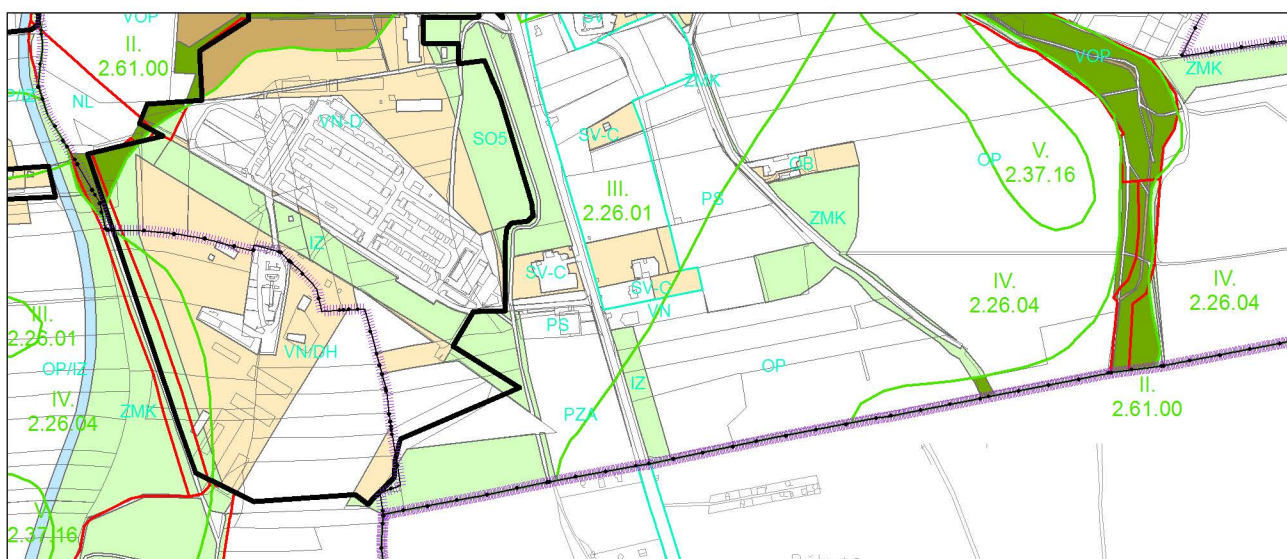 VOP
II.
2.61.00
NL
VN-D
SO5
SV
ZMK
SV-C
VOP
ZMK
V.
2.37.16
OP
OB
III.
2.26.01
PS
ZMK
IZ
SV-C
SV-C
VN
PS
IV.
2.26.04
IV.
2.26.04
III.
2.26.01
OP/IZ
VN/DH
IV.
2.26.04
ZMK
IZ
OP
PZA
II.
2.61.00
2.37.16